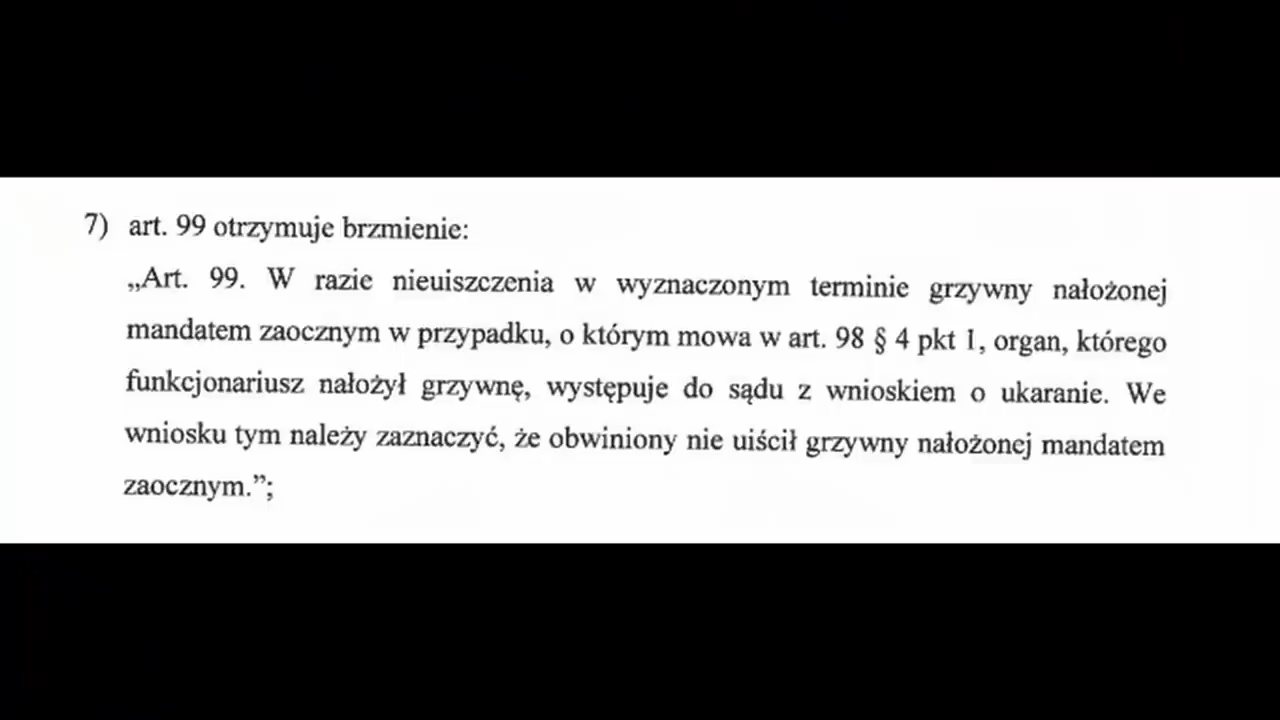 7) art. 99 otrzymuje brzmienie:
„Art. 99. W razie nieuiszczenia w wyznaczonym terminie grzywny nałożonej
mandatem zaocznym w przypadku, o którym mowa w art. 98 § 4 pkt 1, organ, którego
funkcjonariusz nałożył grzywnę, występuje do sądu z wnioskiem o ukaranie. We
wniosku tym należy zaznaczyć, że obwiniony nie uiścił grzywny nałożonej mandatem
zaocznym.”;